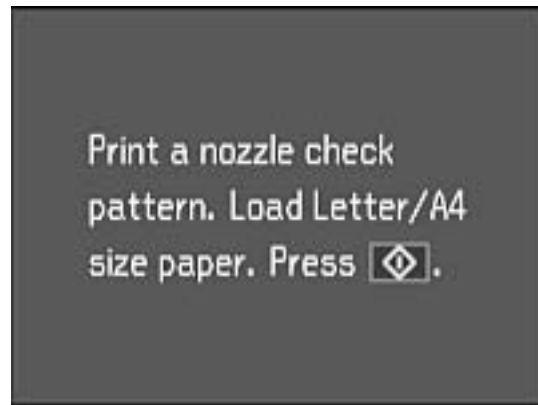 Print a nozzle check
pattern. Load Letter/A4
size paper. Press .